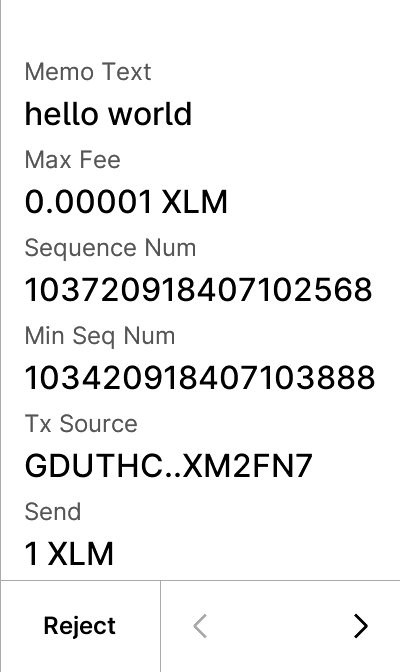 Memo Text
hello world
Max Fee
0.00001 XLM
Sequence Num
103720918407102568
Min Seq Num
103420918407103888
Tx Source
GDUTHC..XM2FN7
Send
1 XLM
Reject